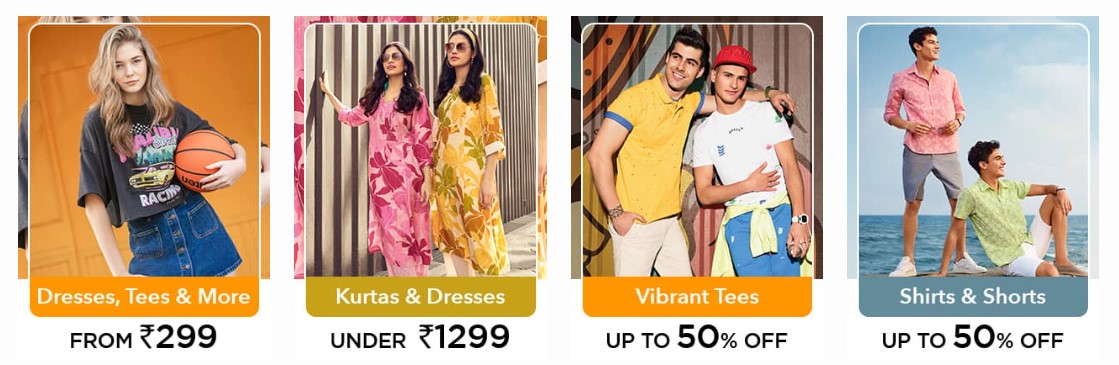 MALIBU
RACING
Dresses, Tees & More
FROM ₹299
Kurtas & Dresses
UNDER ₹1299
Vibrant Tees
UP TO 50% OFF
Shirts & Shorts
UP TO 50% OFF